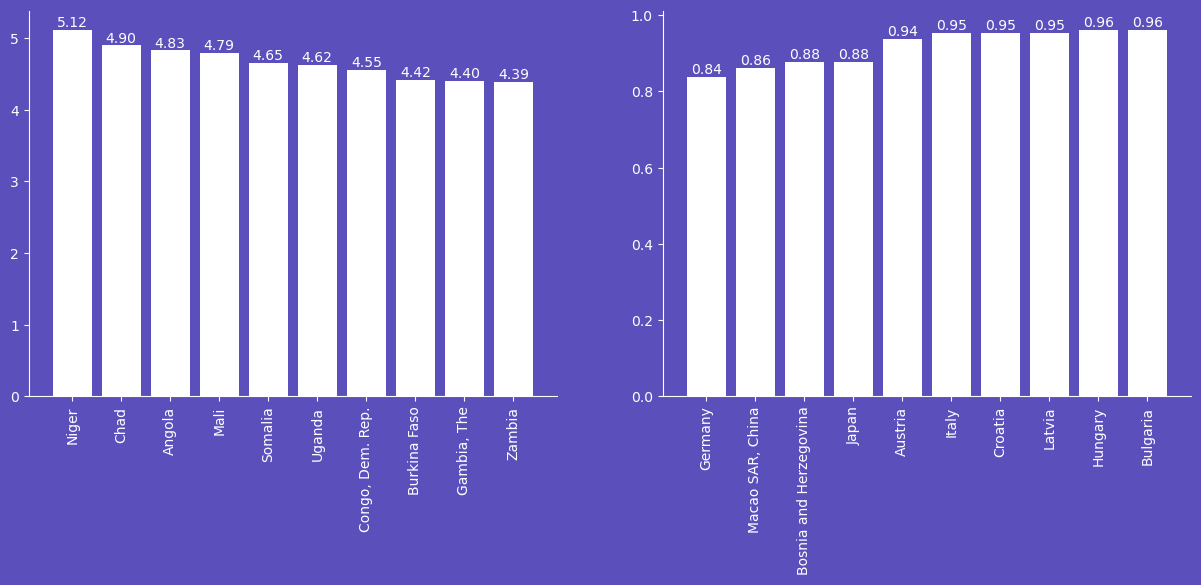 5.12
4.90
4.83
4.79
4.65
4.62
4.55
4.42
4.40
4.39
5
4
3
2
1
0
Niger
Chad
Angola
Mali
Somalia
Uganda
Congo, Dem. Rep.
Burkina Faso
Gambia, The
Zambia
0.84
0.86
0.88
0.88
0.94
0.95
0.95
0.95
0.96
0.96
1.0
0.8
0.6
0.4
0.2
0.0
Germany
Macao SAR, China
Bosnia and Herzegovina
Japan
Austria
Italy
Croatia
Latvia
Hungary
Bulgaria